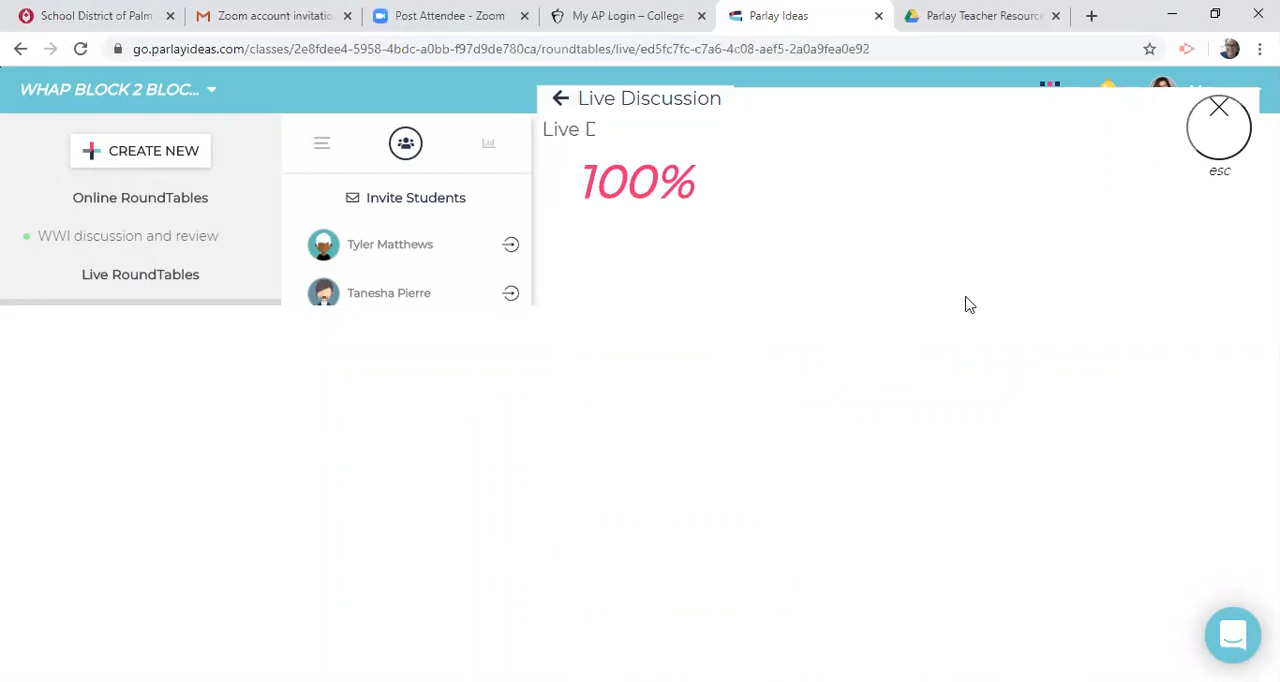 School District of Palm
Zoom account invitatio
Post Attendee - Zoom
My AP Login – College
Parlay Ideas
Parlay Teacher Resourc
go.parlayideas.com/classes/2e8fdee4-5958-4bdc-a0bb-f97d9de780ca/roundtables/live/ed5fc7fc-c7a6-4c08-aef5-2a0a9fea0e92
WHAP BLOCK 2 BLOC...
CREATE NEW
Online RoundTables
WWI discussion and review
Live RoundTables
Invite Students
Tyler Matthews
Tanesha Pierre
Live Discussion
Live D
100%
esc